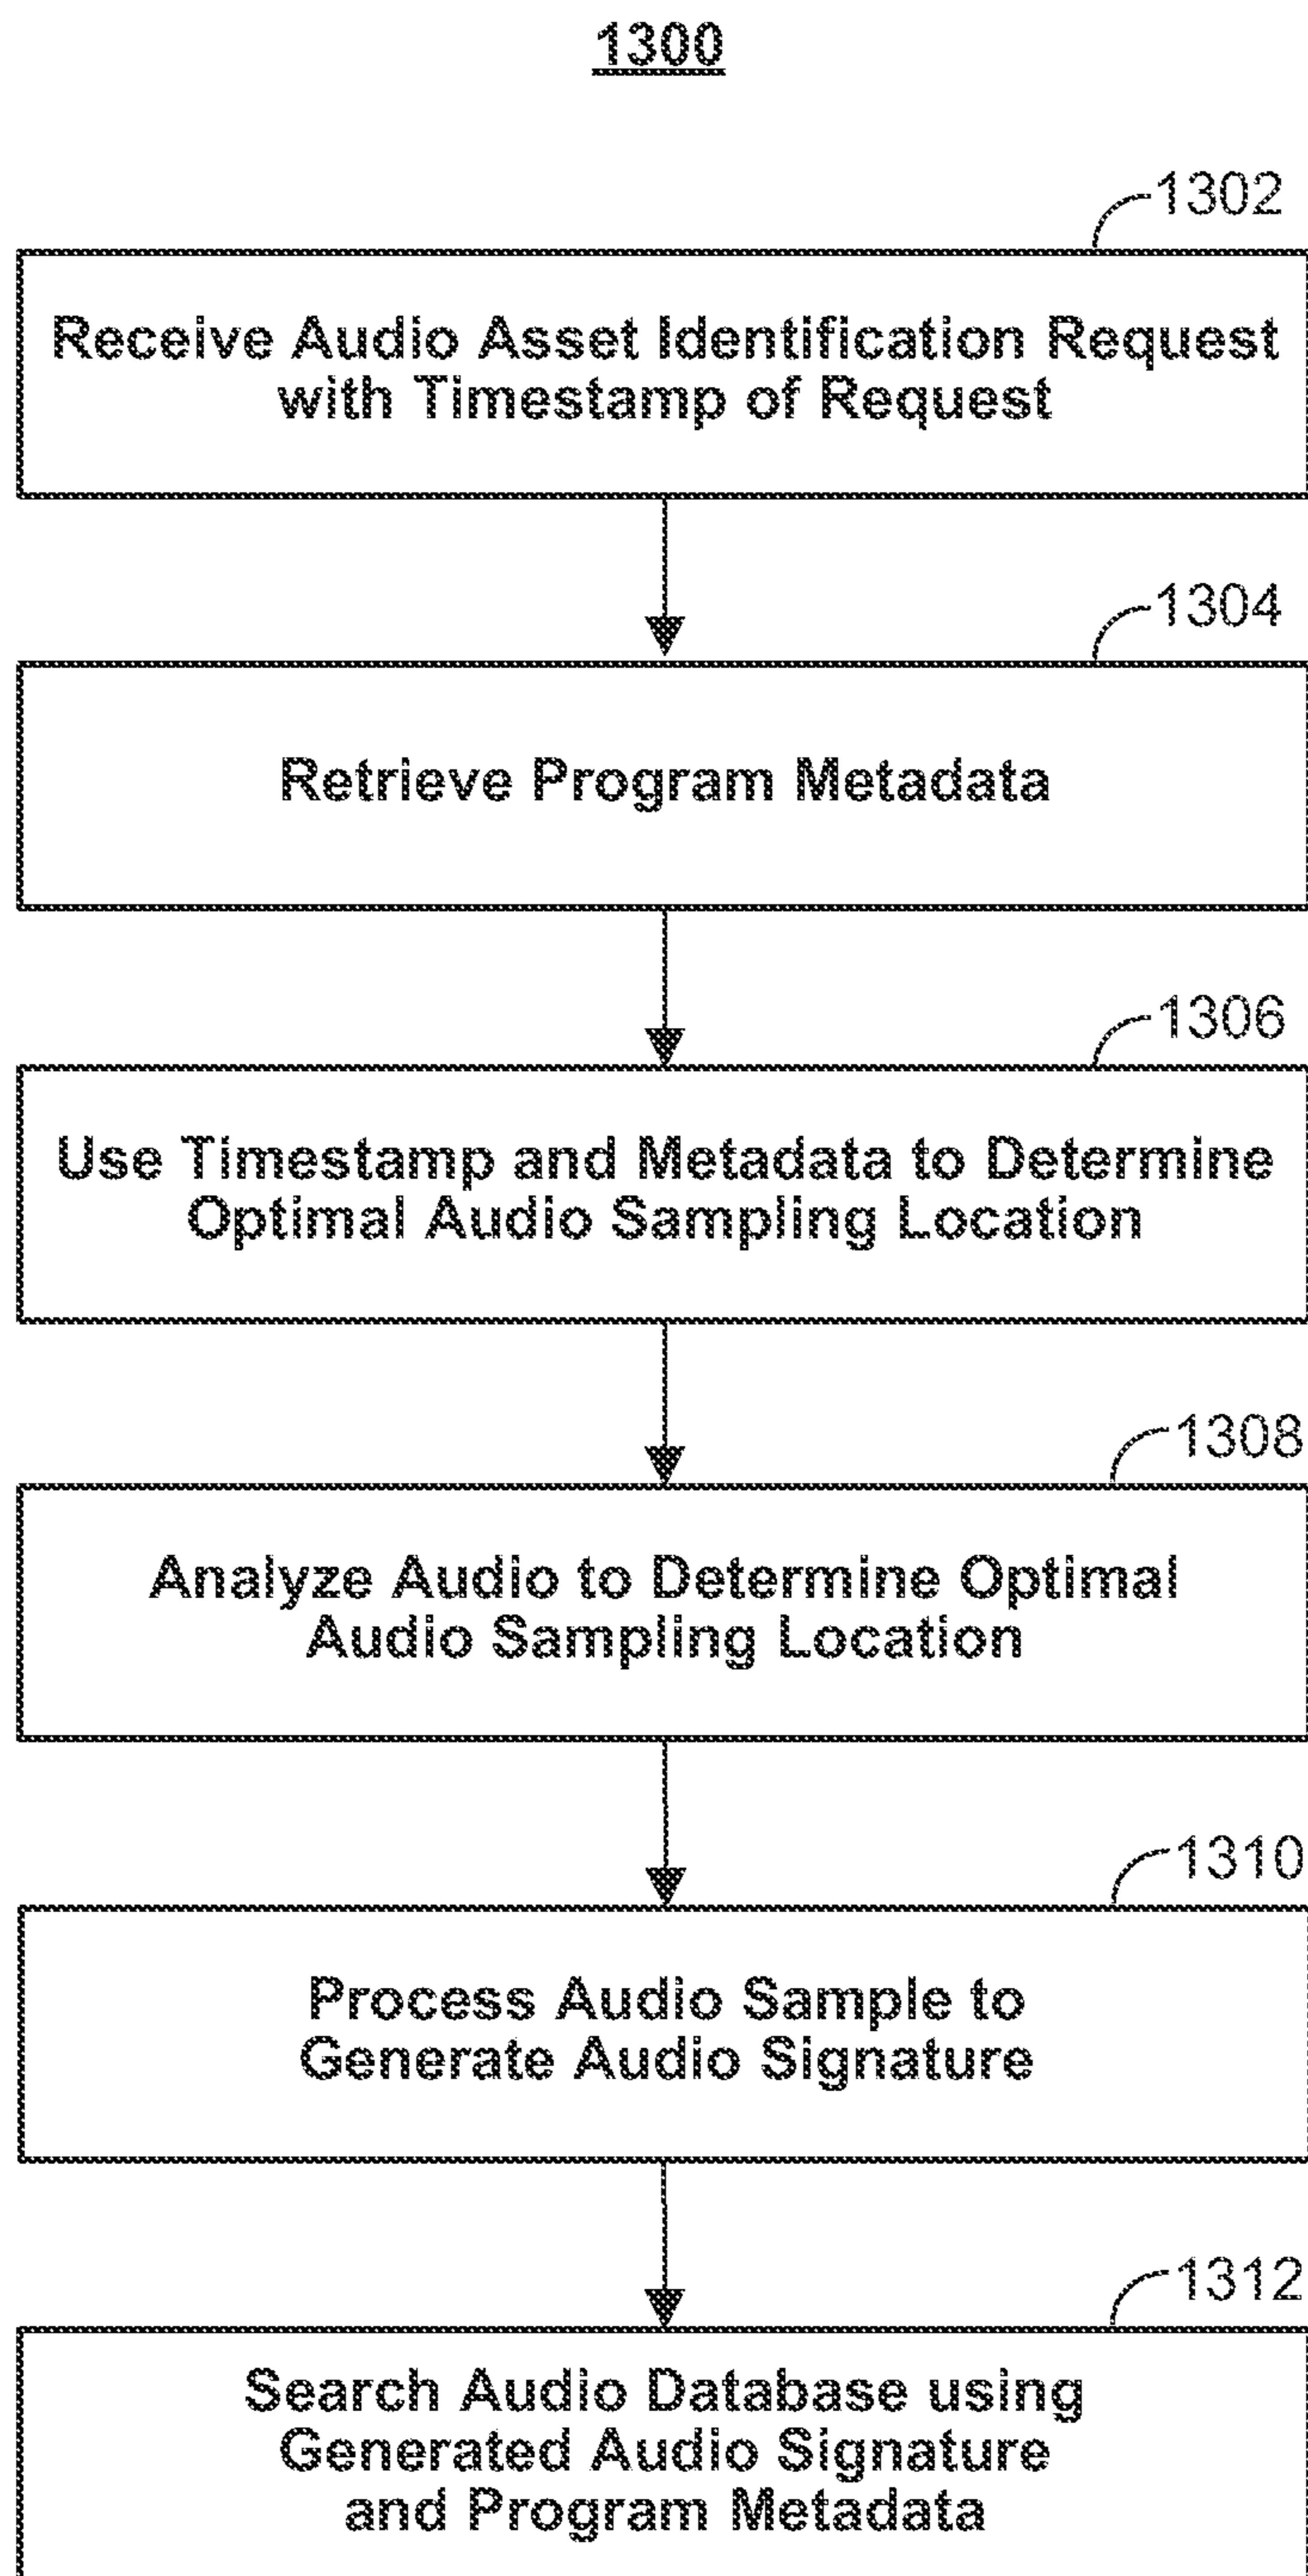 1300
1302
Receive Audio Asset Identification Request
with Timestamp of Request
1304
Retrieve Program Metadata
1306
Use Timestamp and Metadata to Determine
Optimal Audio Sampling Location
1308
Analyze Audio to Determine Optimal
Audio Sampling Location
1310
Process Audio Sample to
Generate Audio Signature
1312
Search Audio Database using
Generated Audio Signature
and Program Metadata